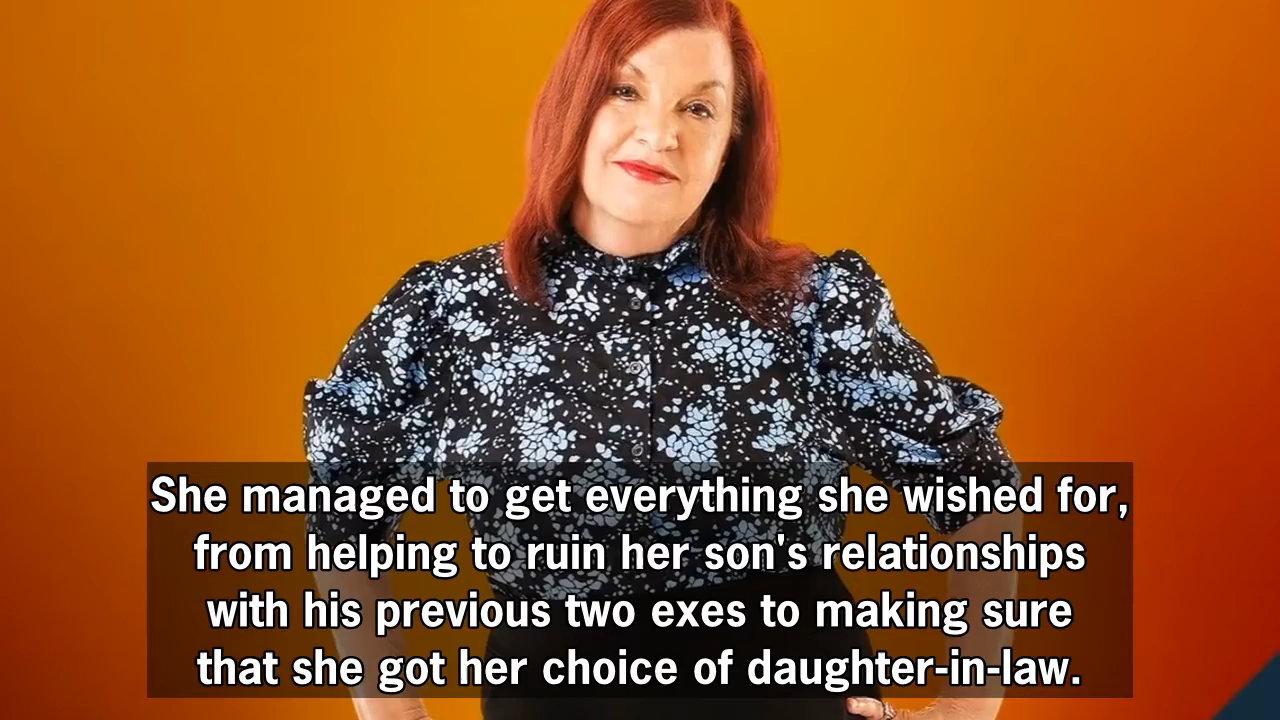 She managed to get everything she wished for,
from helping to ruin her son's relationships
with his previous two exes to making sure
that she got her choice of daughter-in-law.